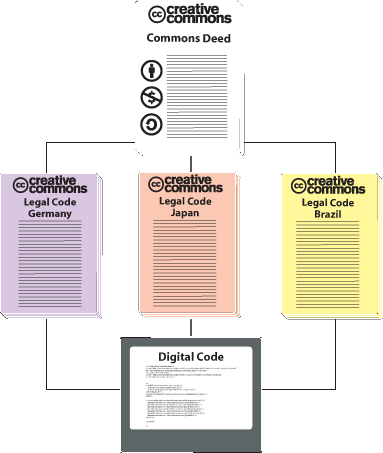 cc creative
commons
Commons Deed
cc creative
commons
Legal Code
Germany
cc creative
commons
Legal Code
Japan
cc creative
commons
Legal Code
Brazil
Digital Code